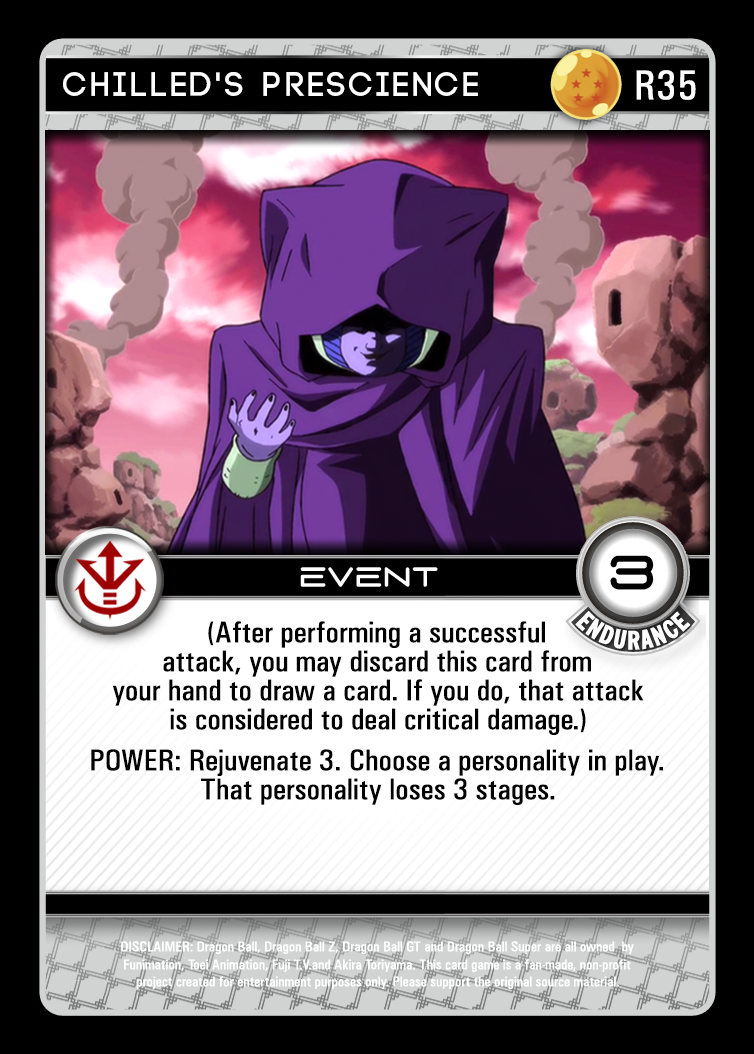 CHILLED'S PRESCIENCE
R35
EVENT
3
ENDURANCE
(After performing a successful
attack, you may discard this card from
your hand to draw a card. If you do, that attack
is considered to deal critical damage.)
POWER: Rejuvenate 3. Choose a personality in play.
That personality loses 3 stages.
DISCLAIMER: Dragon Ball, Dragon Ball Z, Dragon Ball GT and Dragon Ball Super are all owned by
Funimation, Toei Animation, Fuji T.V.and Akira Toriyama. This card game is a fan-made, non-profit
project created for entertainment purposes only. Please support the original source material.